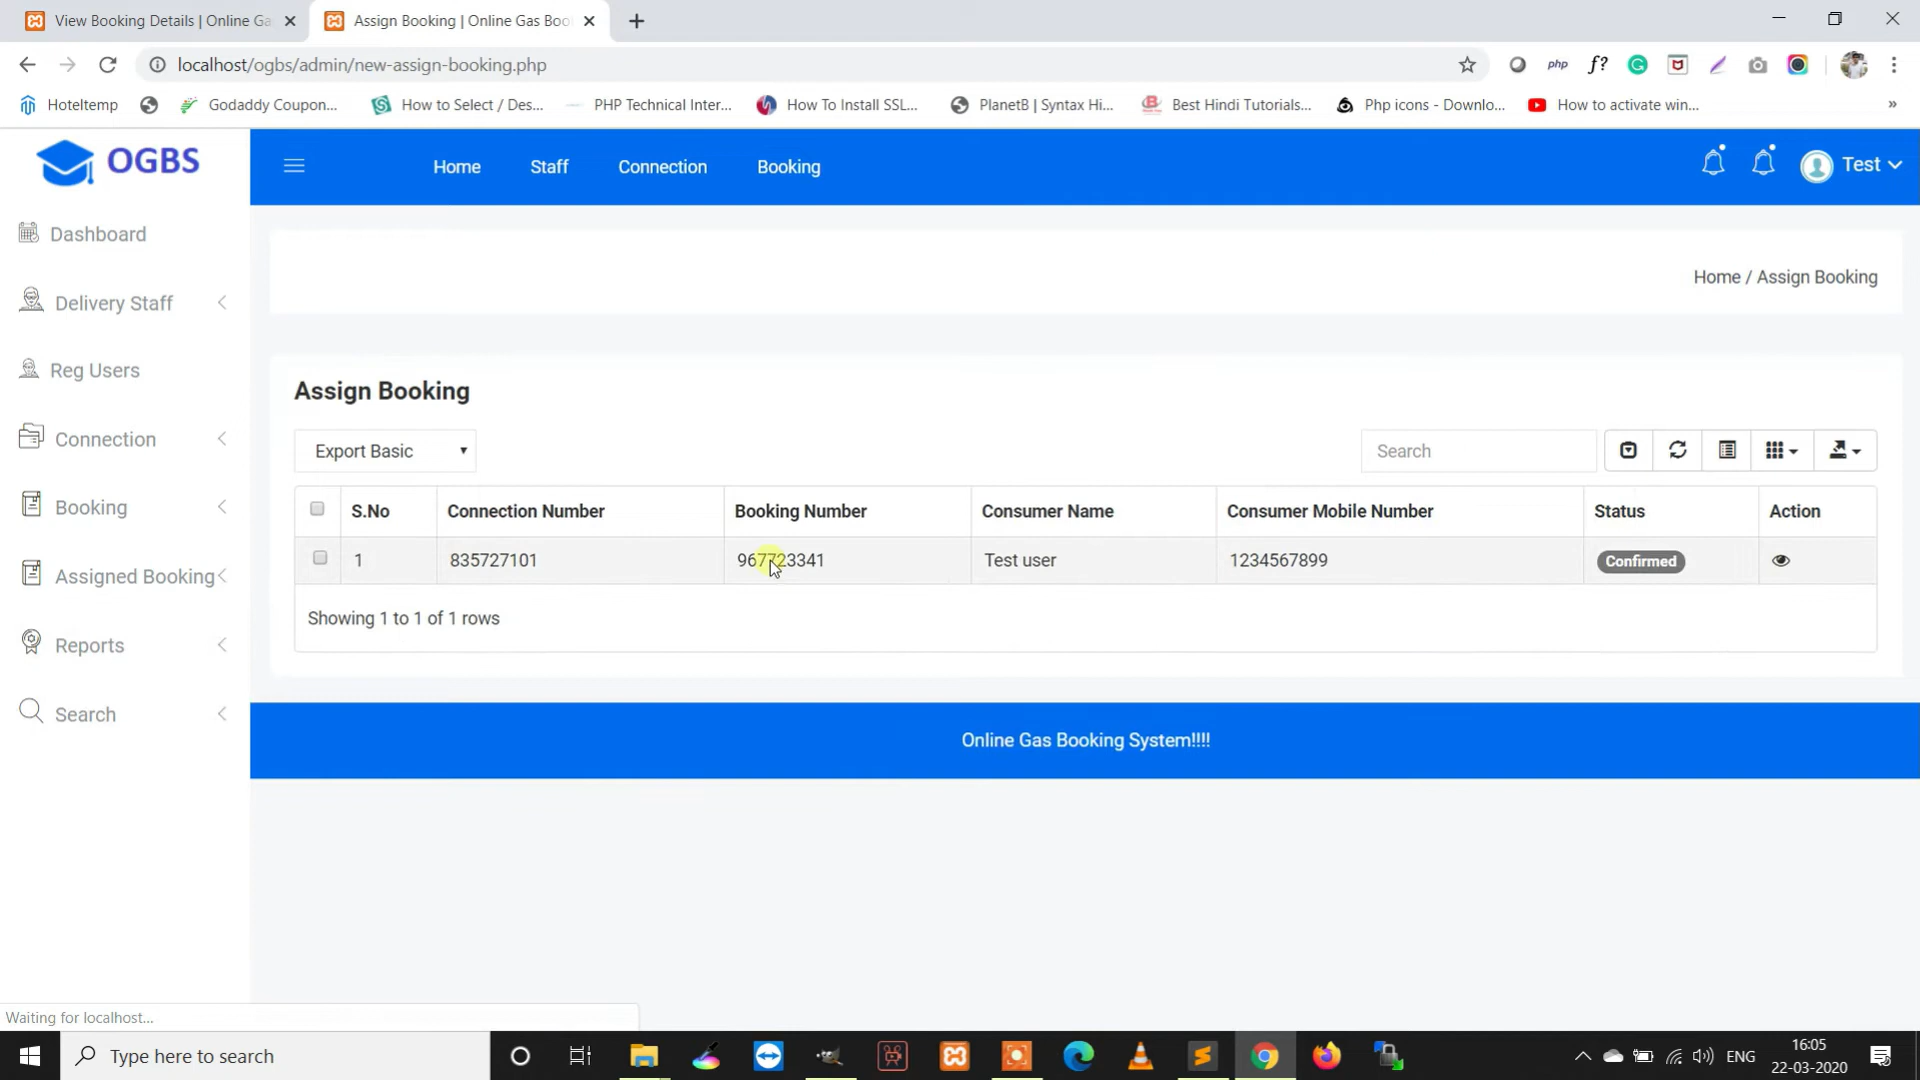 View Booking Details | Online Ga
Assign Booking | Online Gas Boo
localhost/ogbs/admin/new-assign-booking.php
php
f?
Hoteltemp
Godaddy Coupon...
How to Select / Des...
PHP Technical Inter...
How To Install SSL...
PlanetB | Syntax Hi...
Best Hindi Tutorials...
Php icons - Downlo...
How to activate win...
»
OGBS
Home
Staff
Connection
Booking
Test
Dashboard
Delivery Staff
Reg Users
Connection
Booking
Assigned Booking
Reports
Search
Home / Assign Booking
Assign Booking
Export Basic
Search
S.No
Connection Number
Booking Number
Consumer Name
Consumer Mobile Number
Status
Action
1
835727101
967723341
Test user
1234567899
Confirmed
Showing 1 to 1 of 1 rows
Online Gas Booking System!!!!
Waiting for localhost...
Type here to search
ENG
16:05
22-03-2020